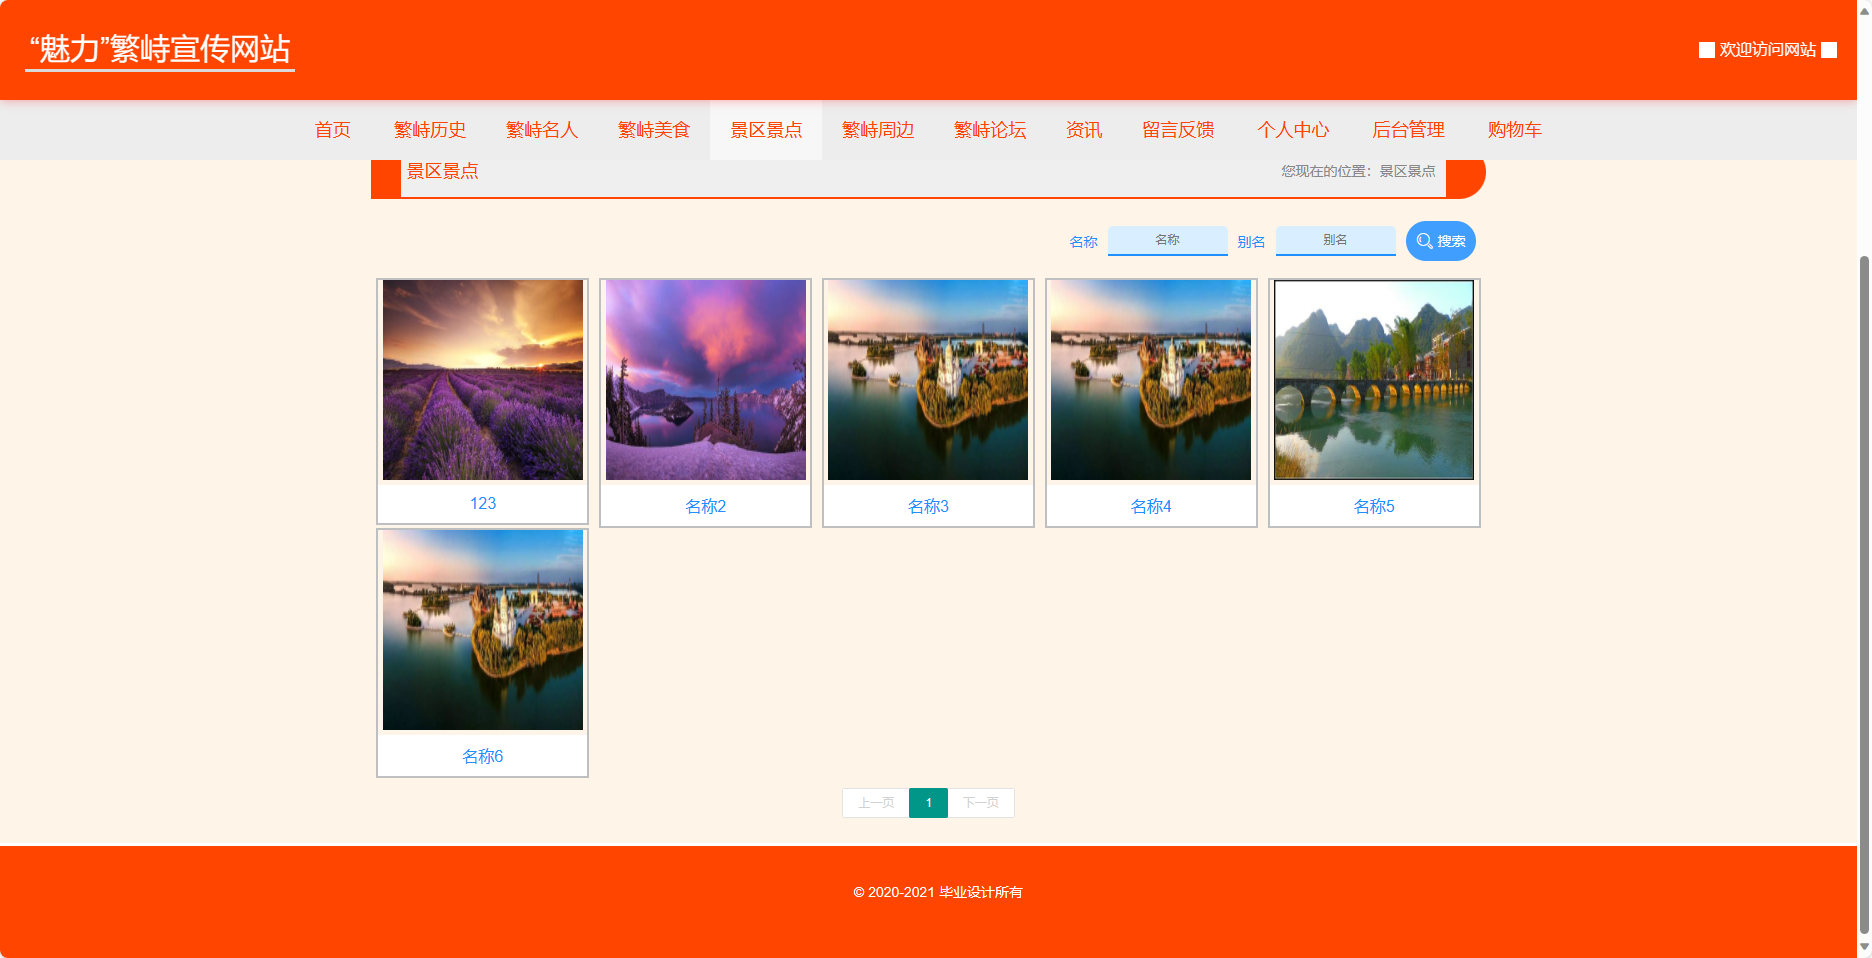 “魅力”繁峙宣传网站
欢迎访问网站
首页 繁峙历史 繁峙名人 繁峙美食 景区景点 繁峙周边 繁峙论坛 资讯 留言反馈 个人中心 后台管理 购物车
景区景点 您现在的位置：景区景点
名称 名称 别名 别名 搜索
123 名称2 名称3 名称4 名称5
名称6
上一页 1 下一页
© 2020-2021 毕业设计所有